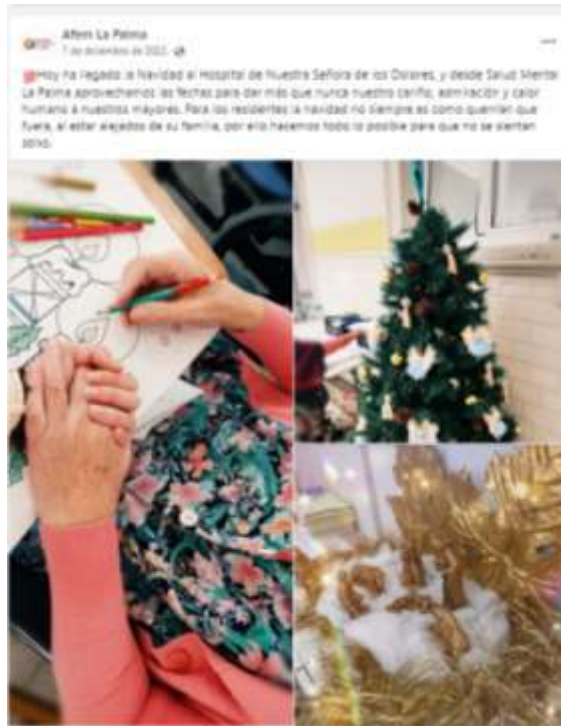 Afem La Palma
7 de diciembre de 2022 ·
Hoy ha llegado la Navidad al Hospital de Nuestra Señora de los Dolores, y desde Salud Mental
La Palma aprovechamos las fechas para dar más que nunca nuestro cariño, admiración y calor
humano a nuestros mayores. Para los residentes la navidad no siempre es como querrían que
fuera, al estar alejados de su familia, por ello hacemos todo lo posible para que no se sientan
solos.